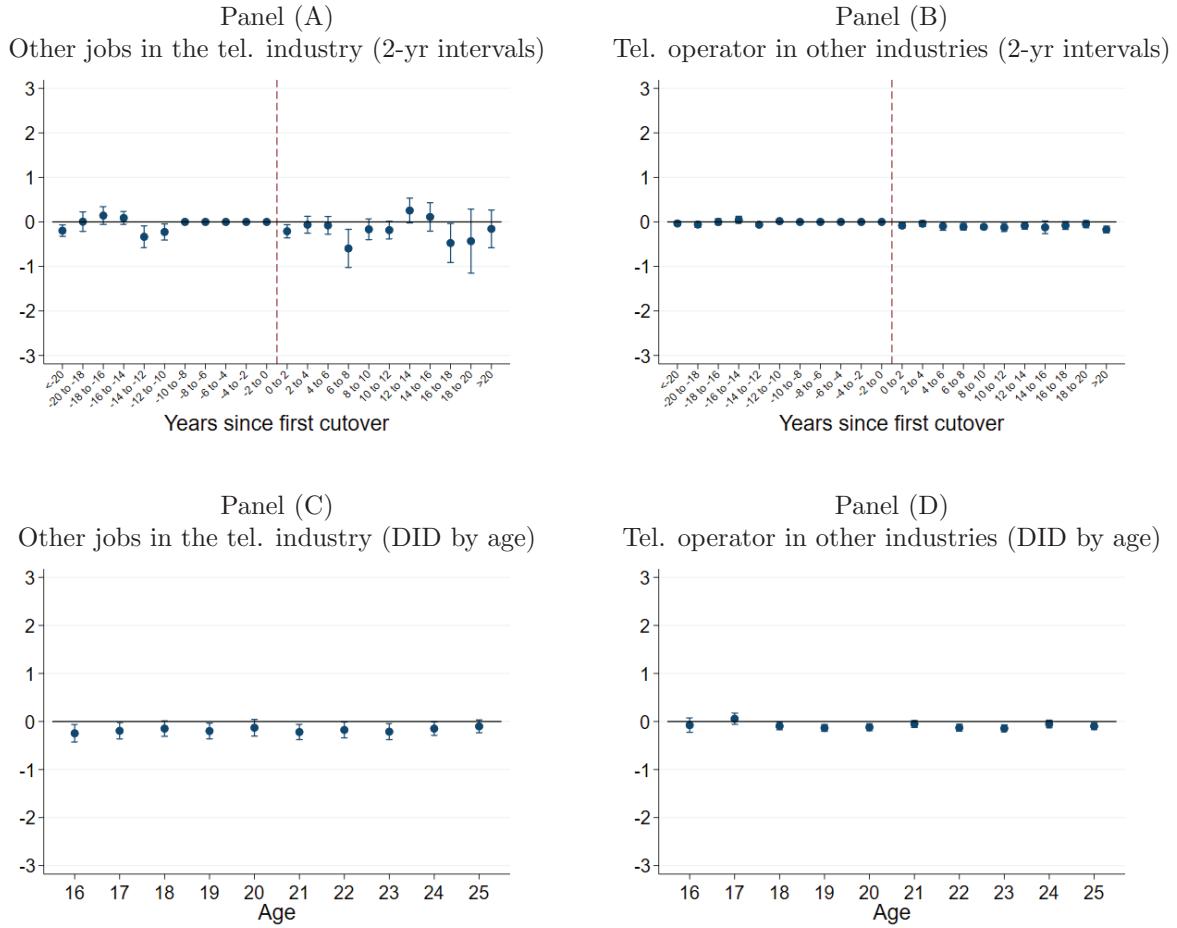 Panel (A)
Other jobs in the tel. industry (2-yr intervals)
3
2
1
0
-1
-2
-3
<-20
-20 to -18
-18 to -16
-16 to -14
-14 to -12
-12 to -10
-10 to -8
-8 to -6
-6 to -4
-4 to -2
-2 to 0
0 to 2
2 to 4
4 to 6
6 to 8
8 to 10
10 to 12
12 to 14
14 to 16
16 to 18
18 to 20
>20
Years since first cutover
Panel (B)
Tel. operator in other industries (2-yr intervals)
3
2
1
0
-1
-2
-3
<-20
-20 to -18
-18 to -16
-16 to -14
-14 to -12
-12 to -10
-10 to -8
-8 to -6
-6 to -4
-4 to -2
-2 to 0
0 to 2
2 to 4
4 to 6
6 to 8
8 to 10
10 to 12
12 to 14
14 to 16
16 to 18
18 to 20
>20
Years since first cutover
Panel (C)
Other jobs in the tel. industry (DID by age)
3
2
1
0
-1
-2
-3
16 17 18 19 20 21 22 23 24 25
Age
Panel (D)
Tel. operator in other industries (DID by age)
3
2
1
0
-1
-2
-3
16 17 18 19 20 21 22 23 24 25
Age